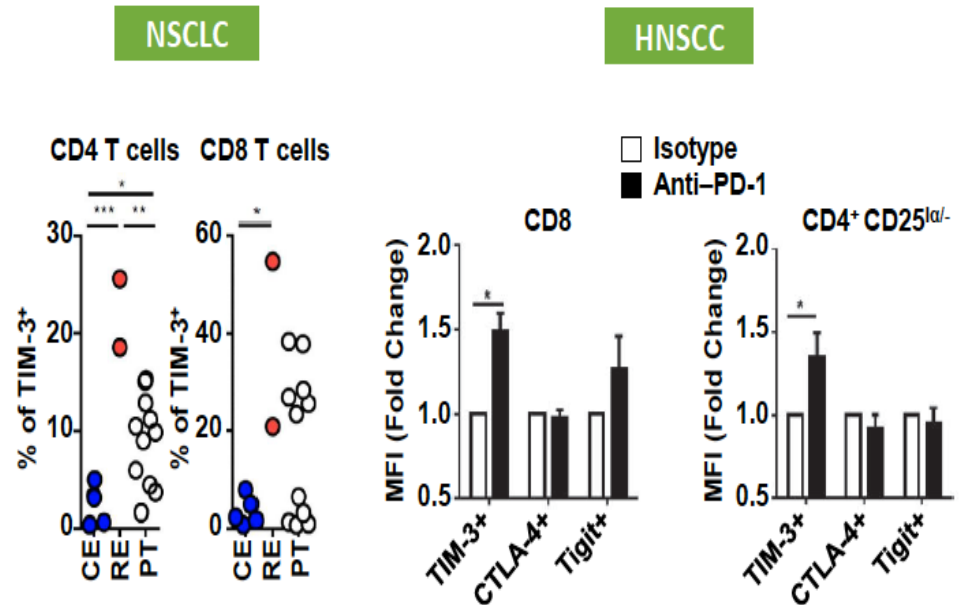 NSCLC
HNSCC
CD4 T cells
CD8 T cells
*
***
**
*
% of TIM-3⁺
30
20
10
0
CE
RE
PT
% of TIM-3⁺
60
40
20
0
CE
RE
PT
Isotype
Anti–PD-1
CD8
MFI (Fold Change)
2.0
1.5
1.0
0.5
*
TIM-3+
CTLA-4+
Tigit+
CD4⁺ CD25ˡᵅ/⁻
MFI (Fold Change)
2.0
1.5
1.0
0.5
*
TIM-3+
CTLA-4+
Tigit+